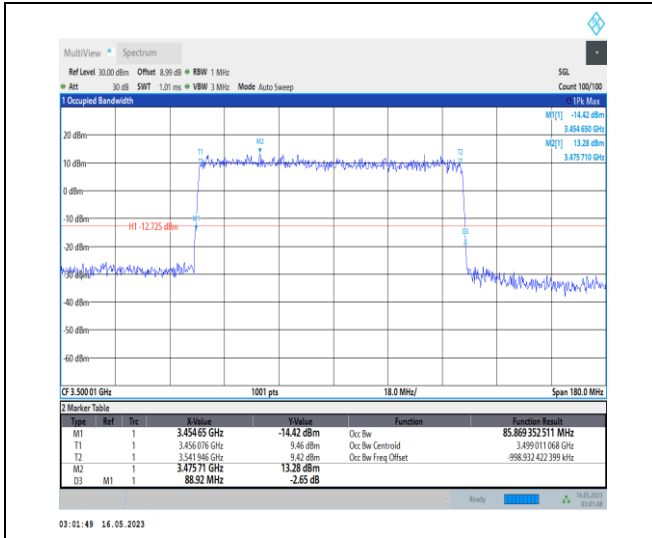 MultiView Spectrum
Ref Level 30.00 dBm Offset 8.99 dB RBW 1 MHz SGL
Att 30 dB SWT 1.01 ms VBW 3 MHz Mode Auto Sweep Count 100/100
1 Occupied Bandwidth 1Pk Max
M1[1] -14.42 dBm
3.454 650 GHz
M2[1] 13.28 dBm
3.475 710 GHz
20 dBm
M2
T1
T2
10 dBm
0 dBm
-10 dBm
M1
H1 -12.725 dBm
D3
-20 dBm
-30 dBm
-40 dBm
-50 dBm
-60 dBm
CF 3.500 01 GHz 1001 pts 18.0 MHz/ Span 180.0 MHz
2 Marker Table
Type Ref Trc X-Value Y-Value Function Function Result
M1 1 3.454 65 GHz -14.42 dBm Occ Bw 85.869 352 511 MHz
T1 1 3.456 076 GHz 9.46 dBm Occ Bw Centroid 3.499 011 068 GHz
T2 1 3.541 946 GHz 9.42 dBm Occ Bw Freq Offset -998.932 422 399 kHz
M2 1 3.475 71 GHz 13.28 dBm
D3 M1 1 88.92 MHz -2.65 dB
Ready 16.05.2023
03:01:48
03:01:49 16.05.2023